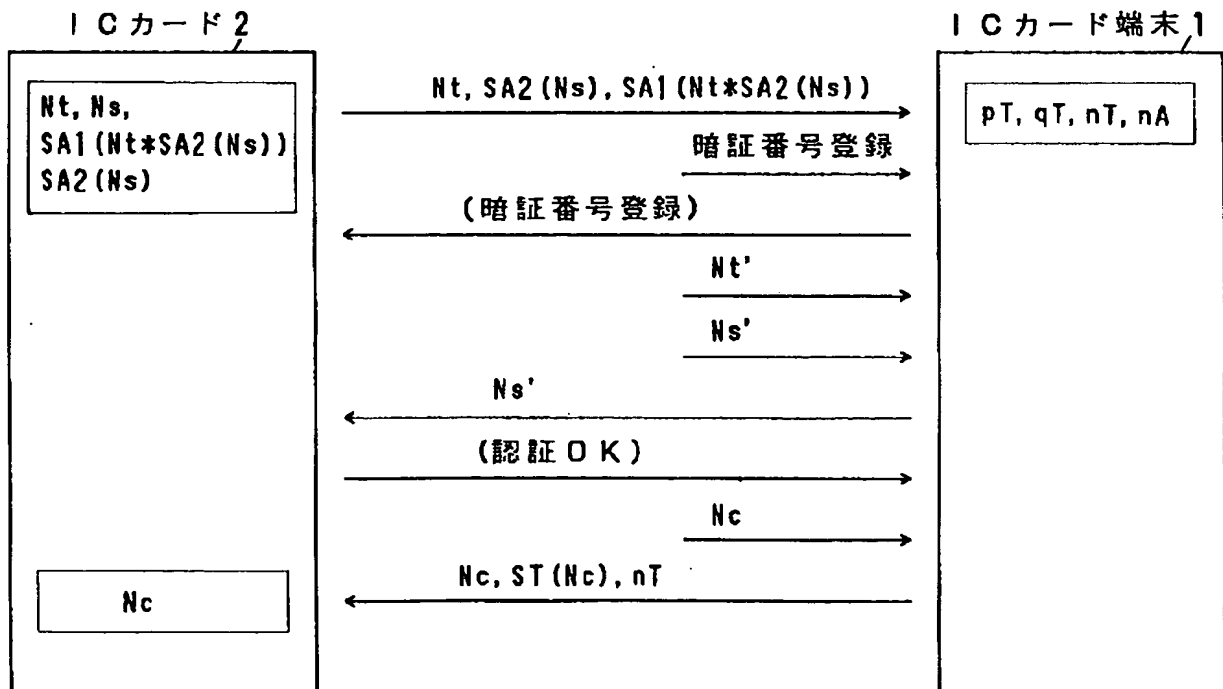 ICカード2
ICカード端末1
Nt, Ns,
SA1(Nt*SA2(Ns))
SA2(Ns)
Nt, SA2(Ns), SA1(Nt*SA2(Ns))
pT, qT, nT, nA
暗証番号登録
(暗証番号登録)
Nt'
Ns'
Ns'
(認証OK)
Nc
Nc, ST(Nc), nT
Nc